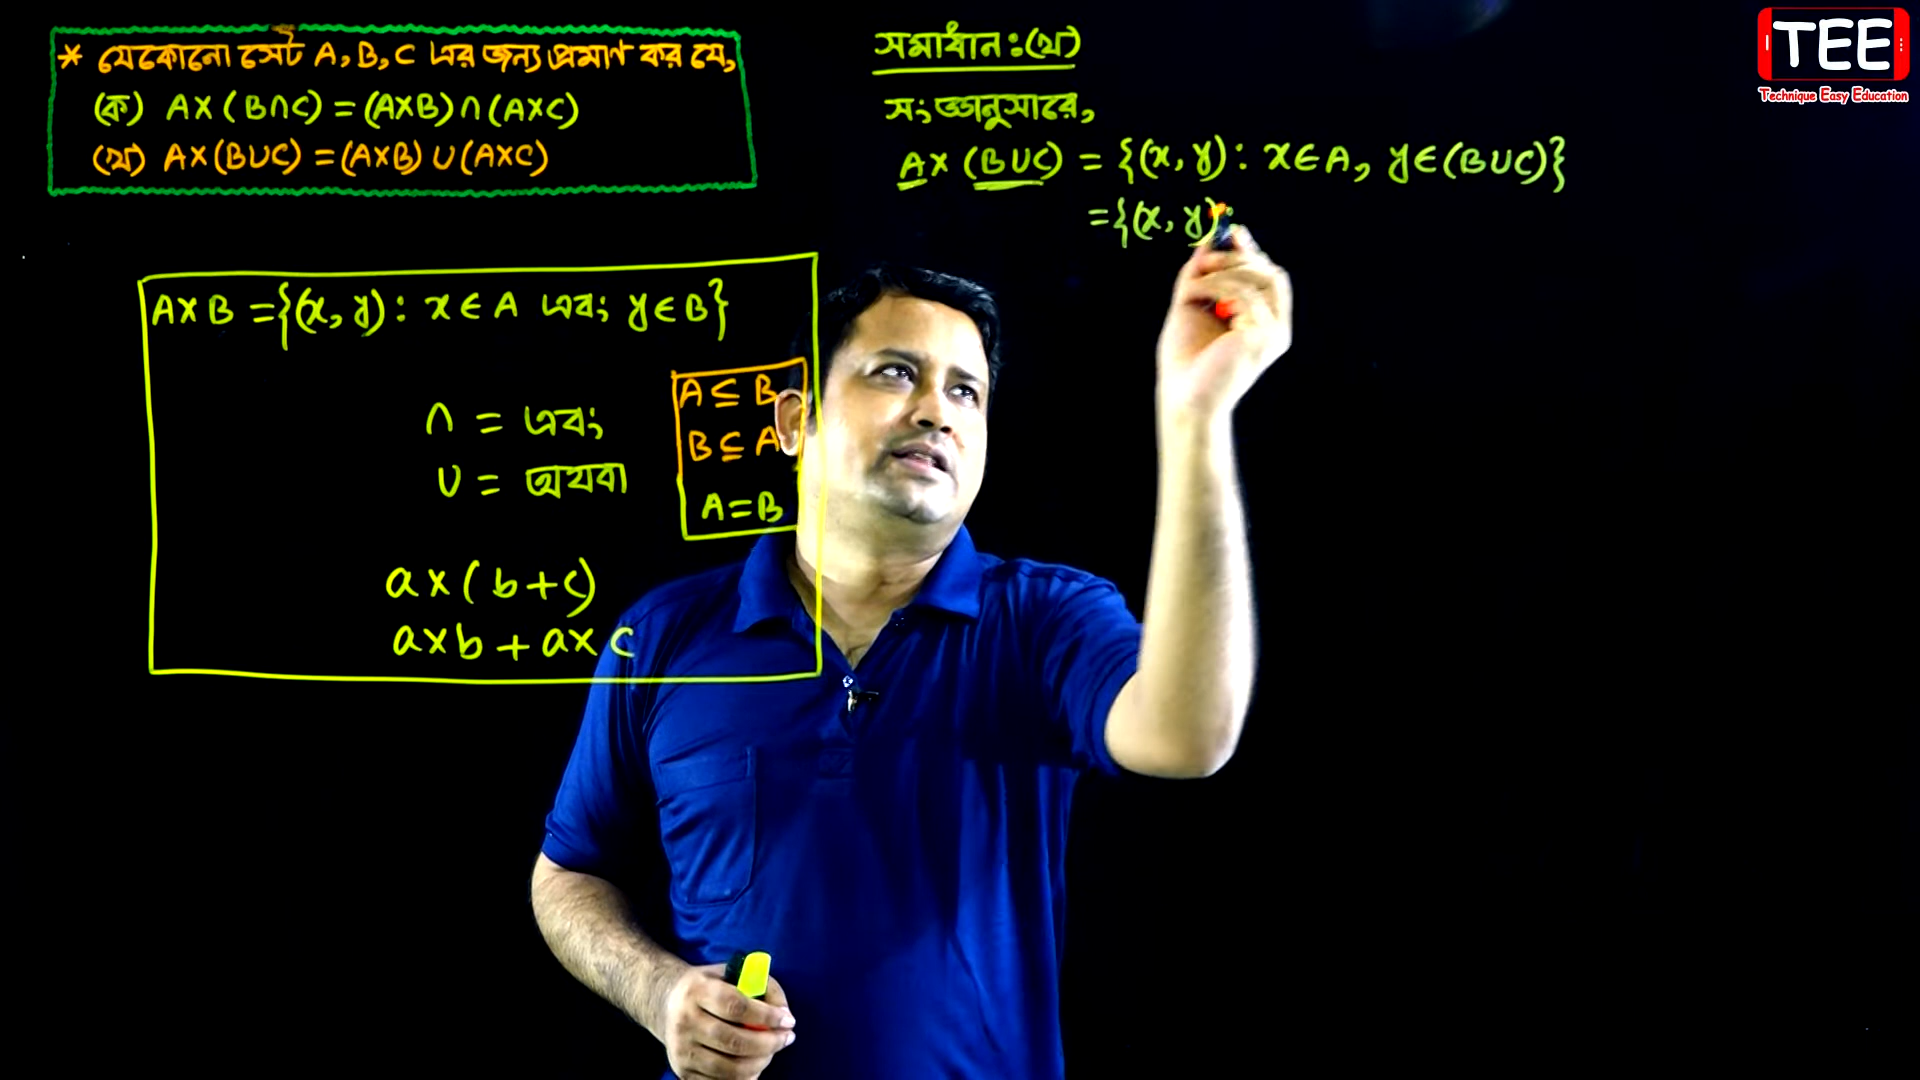 * যেকোনো সেট A, B, C এর জন্য প্রমাণ কর যে,
(ক) A×(B∩C) = (A×B)∩(A×C)
(খ) A×(B∪C) = (A×B)∪(A×C)
A×B = {(x, y) : x∈A এবং y∈B}
∩ = এবং
∪ = অথবা
A ⊆ B
B ⊆ A
A = B
a×(b+c)
a×b + a×c
সমাধান : (খ)
সংজ্ঞানুসারে,
A×(B∪C) = {(x, y) : x∈A, y∈(B∪C)}
= {(x, y) :
TEE
Technique Easy Education